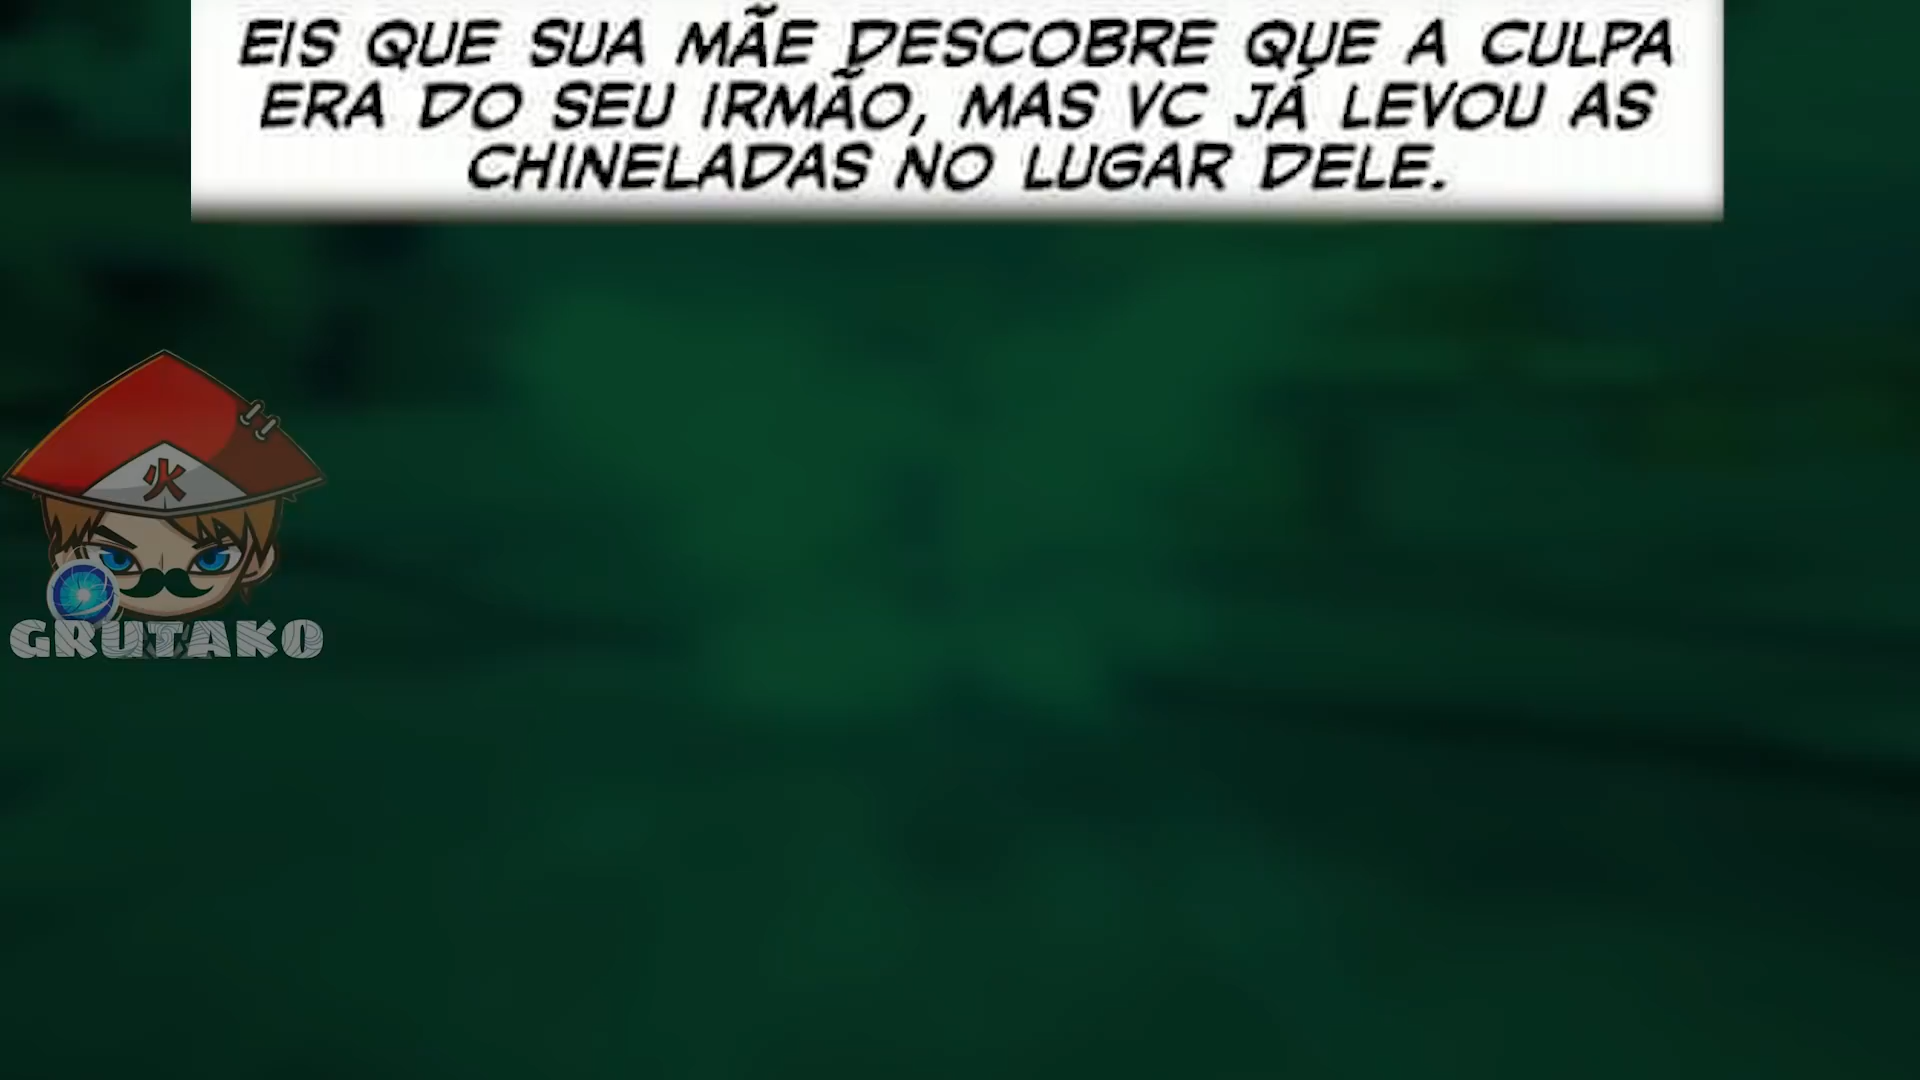 EIS QUE SUA MÃE DESCOBRE QUE A CULPA
ERA DO SEU IRMÃO, MAS VC JÁ LEVOU AS
CHINELADAS NO LUGAR DELE.
火
GRUTAKO